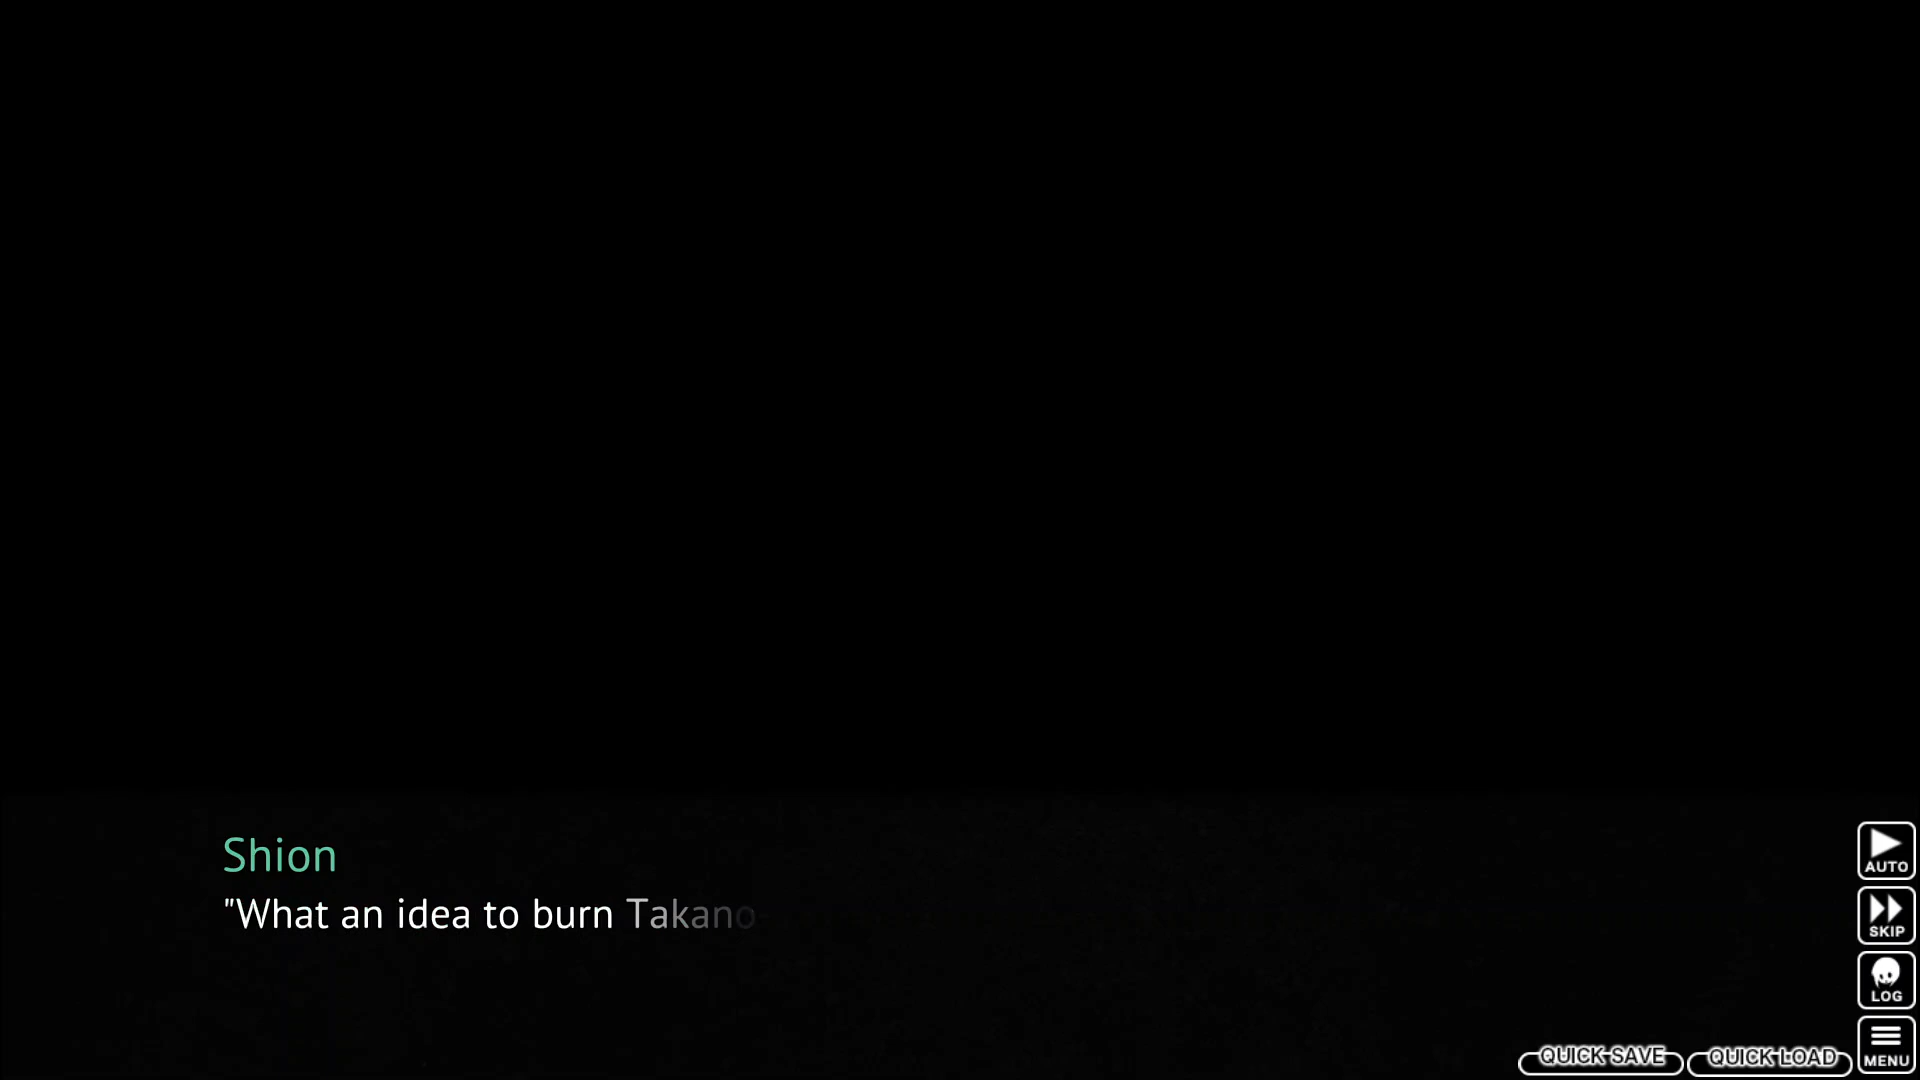 Shion
"What an idea to burn Takano
AUTO
SKIP
LOG
MENU
QUICK SAVE
QUICK LOAD